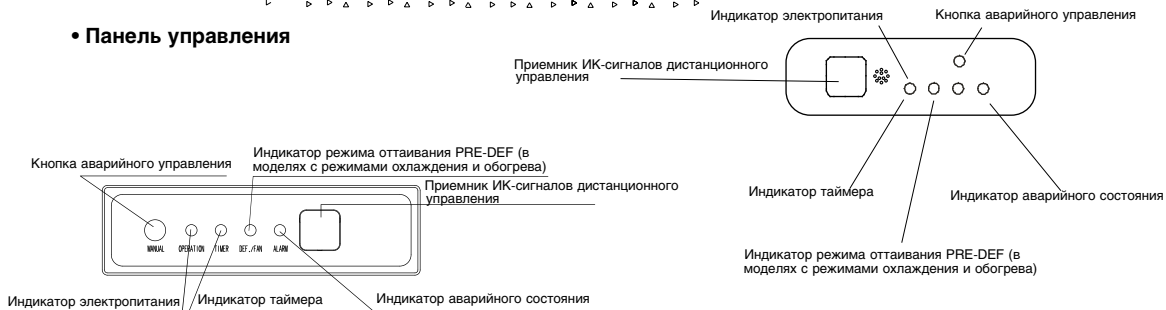 • Панель управления
Индикатор электропитания
Кнопка аварийного управления
Приемник ИК-сигналов дистанционного
управления
Индикатор таймера
Индикатор аварийного состояния
Индикатор режима оттаивания PRE-DEF (в
моделях с режимами охлаждения и обогрева)
Кнопка аварийного управления
Индикатор режима оттаивания PRE-DEF (в
моделях с режимами охлаждения и обогрева)
Приемник ИК-сигналов дистанционного
управления
MANUAL OPERATION TIMER DEF./FAN ALARM
Индикатор электропитания
Индикатор таймера
Индикатор аварийного состояния